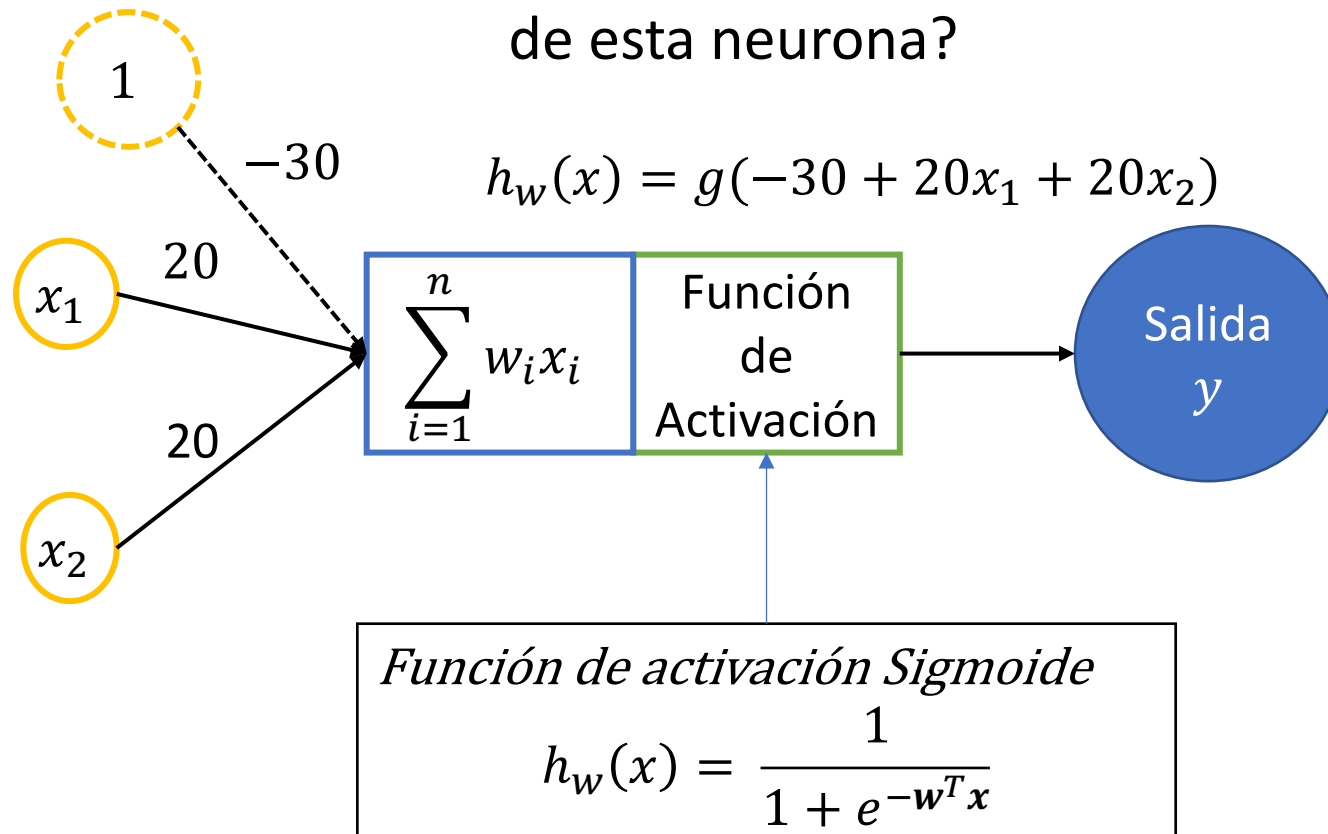 de esta neurona?
1
−30
h_w(x) = g(−30 + 20x_1 + 20x_2)
20
x_1
n
∑ w_i x_i
i=1
Función
de
Activación
Salida
y
20
x_2
Función de activación Sigmoide
h_w(x) = 1 / (1 + e^{−w^T x})